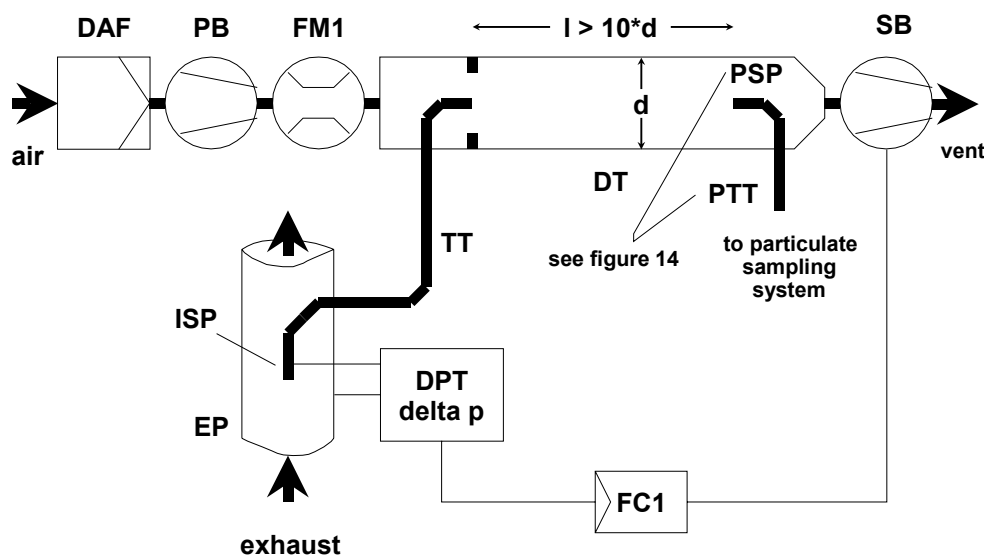 DAF
PB
FM1
l > 10*d
SB
PSP
d
air
vent
DT
PTT
TT
see figure 14
to particulate
sampling
system
ISP
DPT
delta p
EP
FC1
exhaust